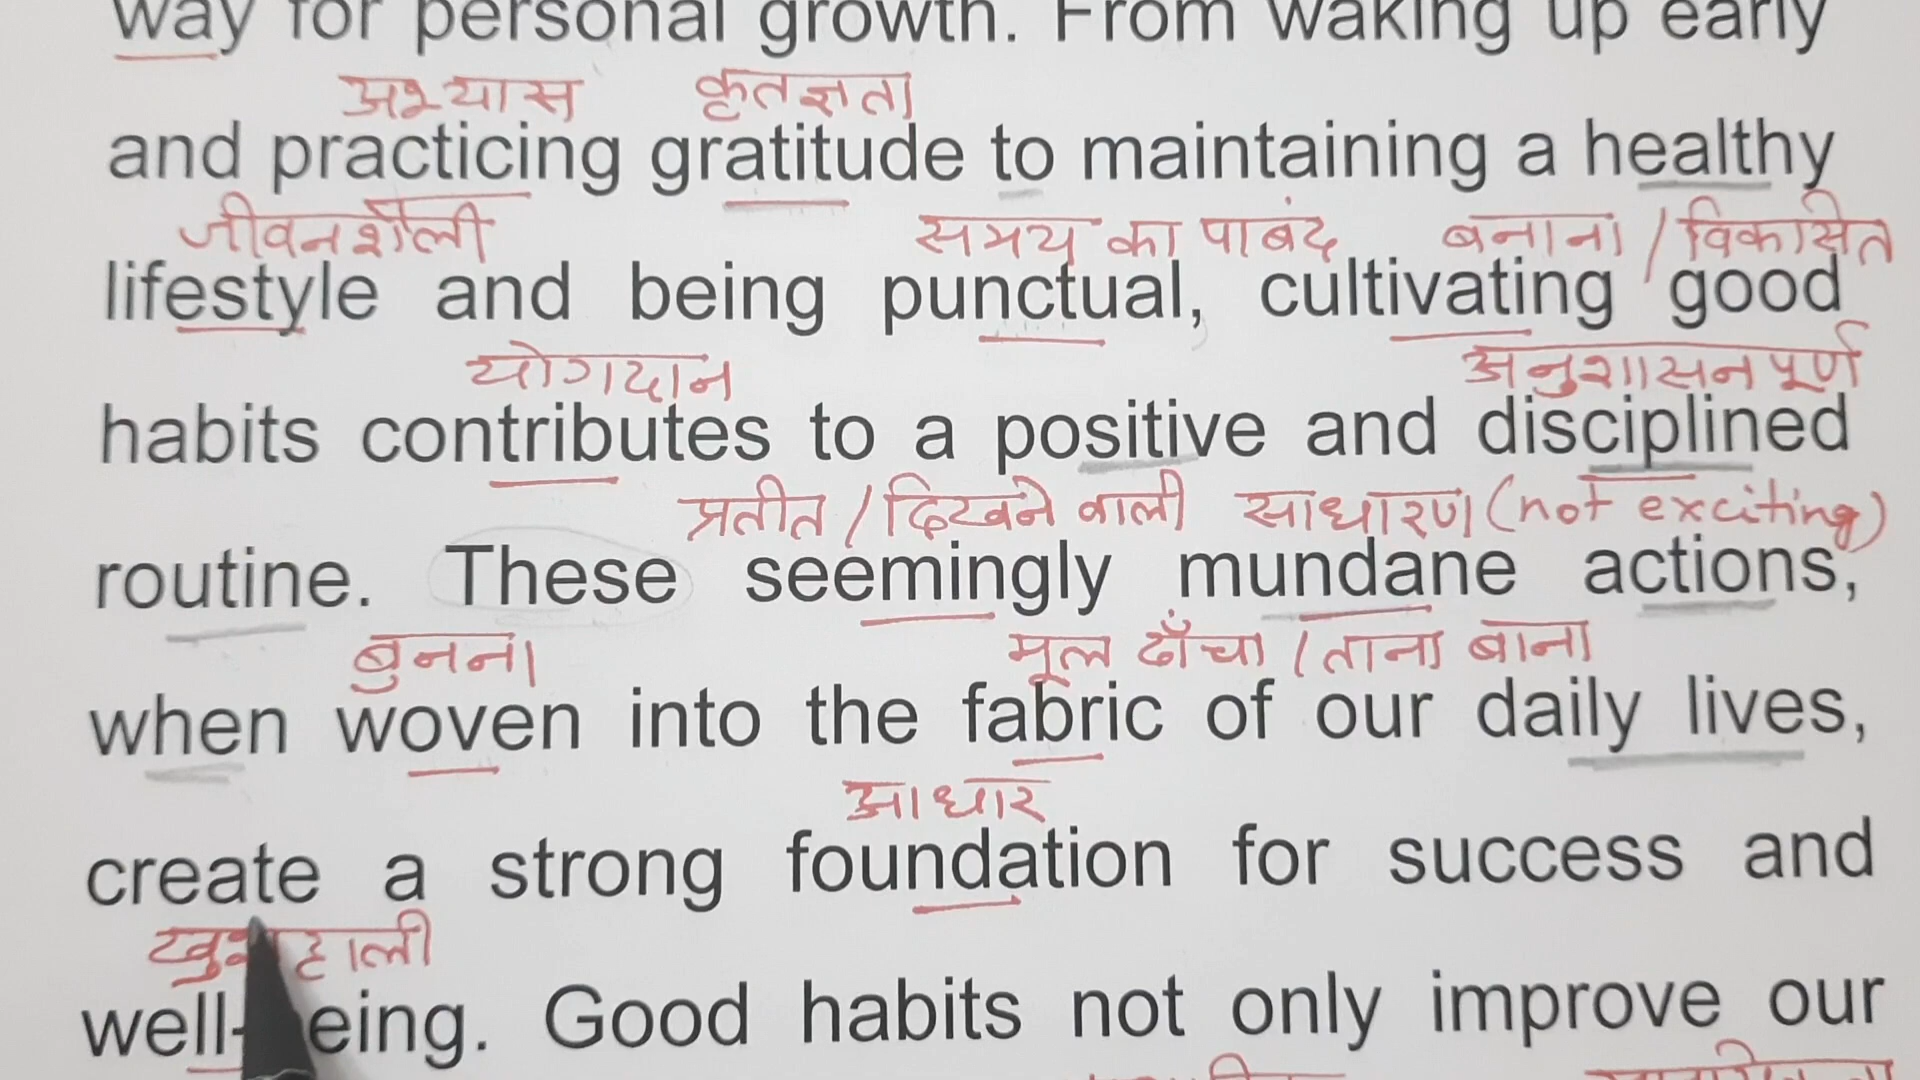 way for personal growth. From waking up early
अभ्यास कृतज्ञता
and practicing gratitude to maintaining a healthy
जीवनशैली समय का पाबंद बनाना / विकसित
lifestyle and being punctual, cultivating good
योगदान अनुशासनपूर्ण
habits contributes to a positive and disciplined
प्रतीत / दिखने वाली साधारण (not exciting)
routine. These seemingly mundane actions,
बुनना मूल ढाँचा / ताना बाना
when woven into the fabric of our daily lives,
आधार
create a strong foundation for success and
खुशहाली
well-being. Good habits not only improve our